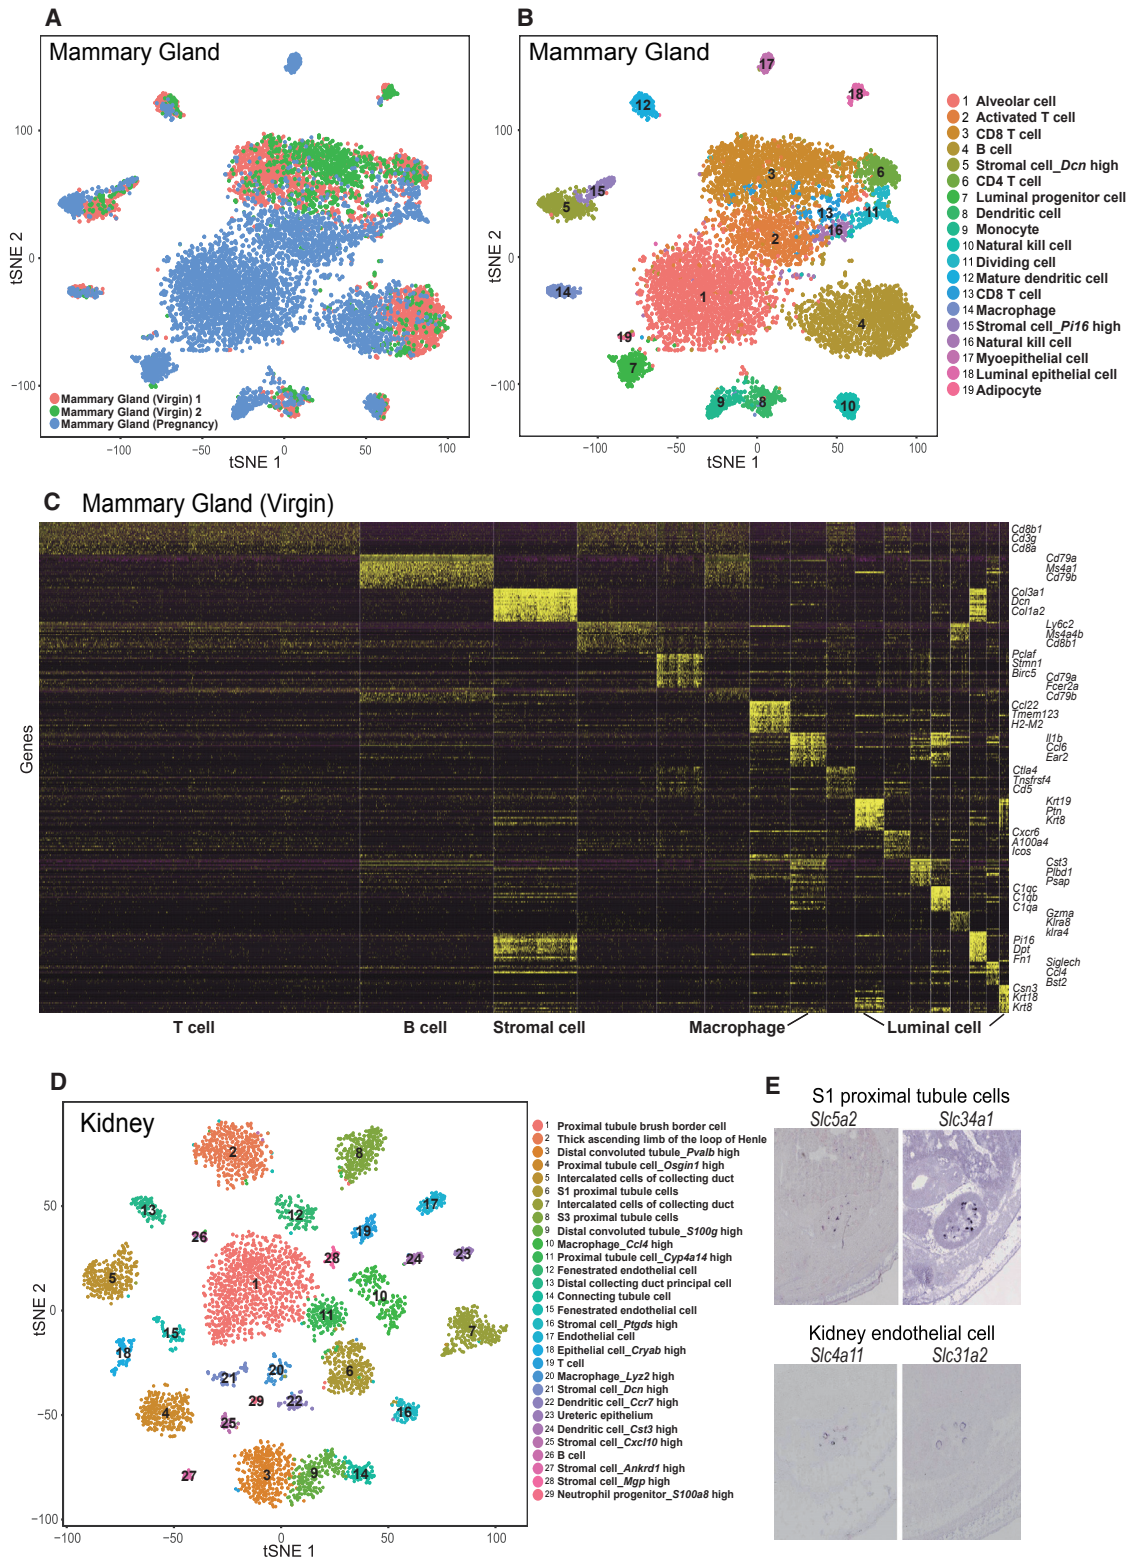 A
Mammary Gland
100
0
−100
tSNE 2
Mammary Gland (Virgin) 1
Mammary Gland (Virgin) 2
Mammary Gland (Pregnancy)
−100
−50
0
50
100
tSNE 1
B
Mammary Gland
17
18
12
3
6
15
5
13
11
16
2
14
1
4
19
7
9
8
10
100
0
−100
tSNE 2
−100
−50
0
50
100
tSNE 1
1 Alveolar cell
2 Activated T cell
3 CD8 T cell
4 B cell
5 Stromal cell_Dcn high
6 CD4 T cell
7 Luminal progenitor cell
8 Dendritic cell
9 Monocyte
10 Natural kill cell
11 Dividing cell
12 Mature dendritic cell
13 CD8 T cell
14 Macrophage
15 Stromal cell_Pi16 high
16 Natural kill cell
17 Myoepithelial cell
18 Luminal epithelial cell
19 Adipocyte
C Mammary Gland (Virgin)
Genes
Cd8b1
Cd3g
Cd8a
Cd79a
Ms4a1
Cd79b
Col3a1
Dcn
Col1a2
Ly6c2
Ms4a4b
Cd8b1
Pclaf
Stmn1
Birc5
Cd79a
Fcer2a
Cd79b
Ccl22
Tmem123
H2-M2
Il1b
Ccl6
Ear2
Ctla4
Tnsfrsf4
Cd5
Krt19
Ptn
Krt8
Cxcr6
A100a4
Icos
Cst3
Plbd1
Psap
C1qc
C1qb
C1qa
Gzma
Klra8
klra4
Pi16
Dpt
Fn1
Siglech
Ccl4
Bst2
Csn3
Krt18
Krt8
T cell
B cell
Stromal cell
Macrophage
Luminal cell
D
Kidney
2
8
13
12
17
26
19
28
24
23
5
1
10
11
15
7
18
21
20
6
29
22
4
25
16
27
3
9
14
50
0
−50
−100
tSNE 2
−100
−50
0
50
100
tSNE 1
1 Proximal tubule brush border cell
2 Thick ascending limb of the loop of Henle
3 Distal convoluted tubule_Pvalb high
4 Proximal tubule cell_Osgin1 high
5 Intercalated cells of collecting duct
6 S1 proximal tubule cells
7 Intercalated cells of collecting duct
8 S3 proximal tubule cells
9 Distal convoluted tubule_S100g high
10 Macrophage_Ccl4 high
11 Proximal tubule cell_Cyp4a14 high
12 Fenestrated endothelial cell
13 Distal collecting duct principal cell
14 Connecting tubule cell
15 Fenestrated endothelial cell
16 Stromal cell_Ptgds high
17 Endothelial cell
18 Epithelial cell_Cryab high
19 T cell
20 Macrophage_Lyz2 high
21 Stromal cell_Dcn high
22 Dendritic cell_Ccr7 high
23 Ureteric epithelium
24 Dendritic cell_Cst3 high
25 Stromal cell_Cxcl10 high
26 B cell
27 Stromal cell_Ankrd1 high
28 Stromal cell_Mgp high
29 Neutrophil progenitor_S100a8 high
E
S1 proximal tubule cells
Slc5a2
Slc34a1
Kidney endothelial cell
Slc4a11
Slc31a2